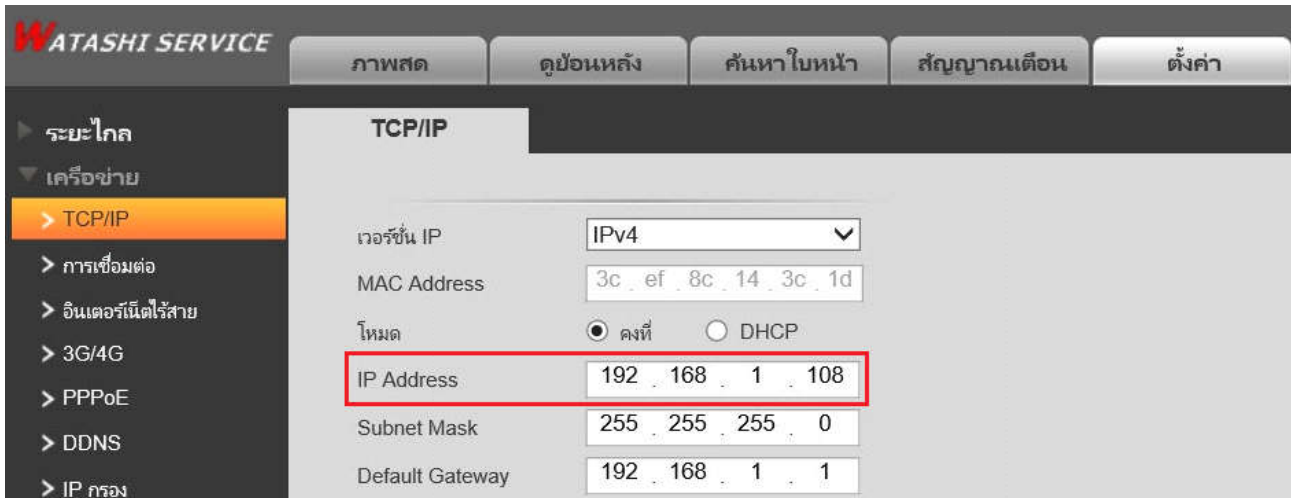 WATASHI SERVICE
ภาพสด
ดูย้อนหลัง
ค้นหาใบหน้า
สัญญาณเตือน
ตั้งค่า
ระยะไกล
เครือข่าย
> TCP/IP
> การเชื่อมต่อ
> อินเตอร์เน็ตไร้สาย
> 3G/4G
> PPPoE
> DDNS
> IP กรอง
TCP/IP
เวอร์ชั่น IP IPv4
MAC Address 3c . ef . 8c . 14 . 3c . 1d
โหมด คงที่ DHCP
IP Address 192 . 168 . 1 . 108
Subnet Mask 255 . 255 . 255 . 0
Default Gateway 192 . 168 . 1 . 1